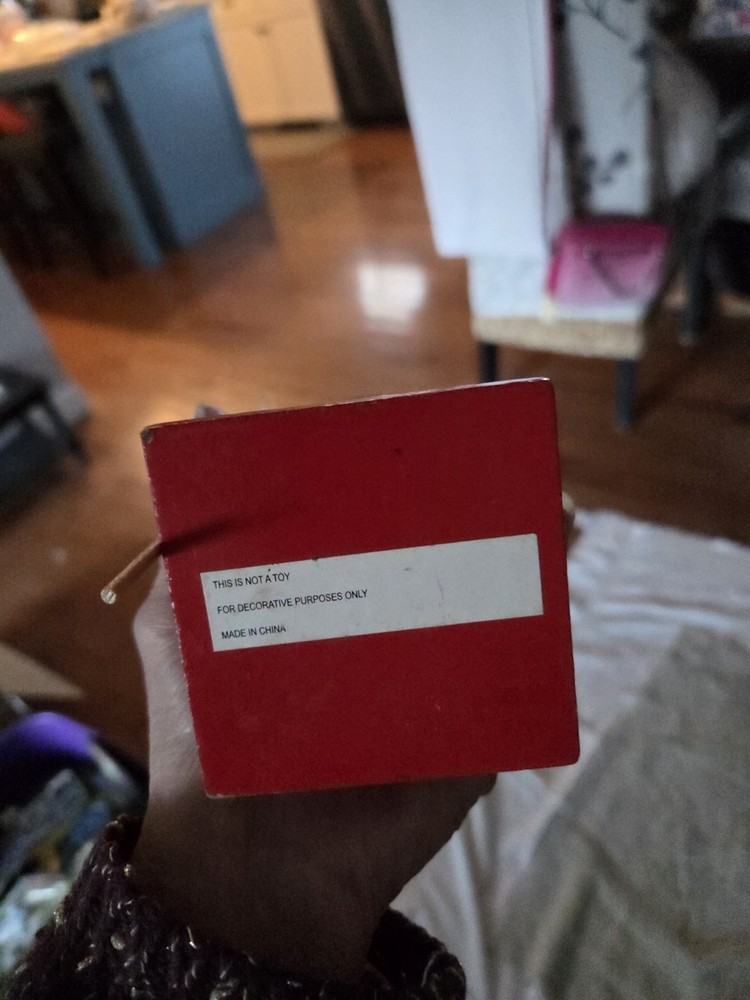 THIS IS NOT A TOY
FOR DECORATIVE PURPOSES ONLY
MADE IN CHINA